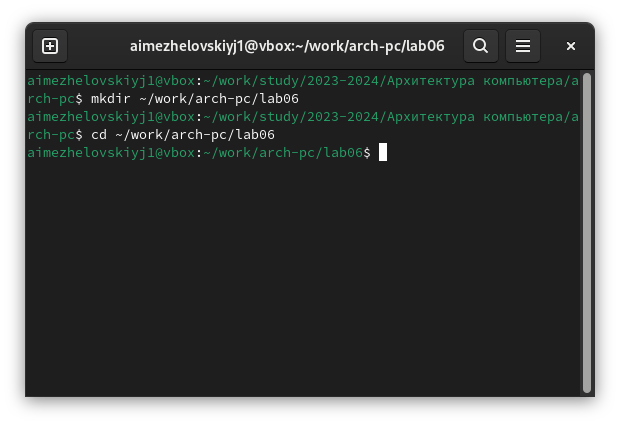 aimezhelovskiyj1@vbox:~/work/arch-pc/lab06
aimezhelovskiyj1@vbox:~/work/study/2023-2024/Архитектура компьютера/a
rch-pc$ mkdir ~/work/arch-pc/lab06
aimezhelovskiyj1@vbox:~/work/study/2023-2024/Архитектура компьютера/a
rch-pc$ cd ~/work/arch-pc/lab06
aimezhelovskiyj1@vbox:~/work/arch-pc/lab06$